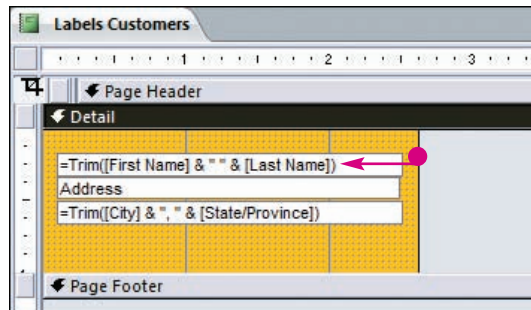 Labels Customers
1 2 3
Page Header
Detail
=Trim([First Name] & " " & [Last Name])
Address
=Trim([City] & ", " & [State/Province])
Page Footer